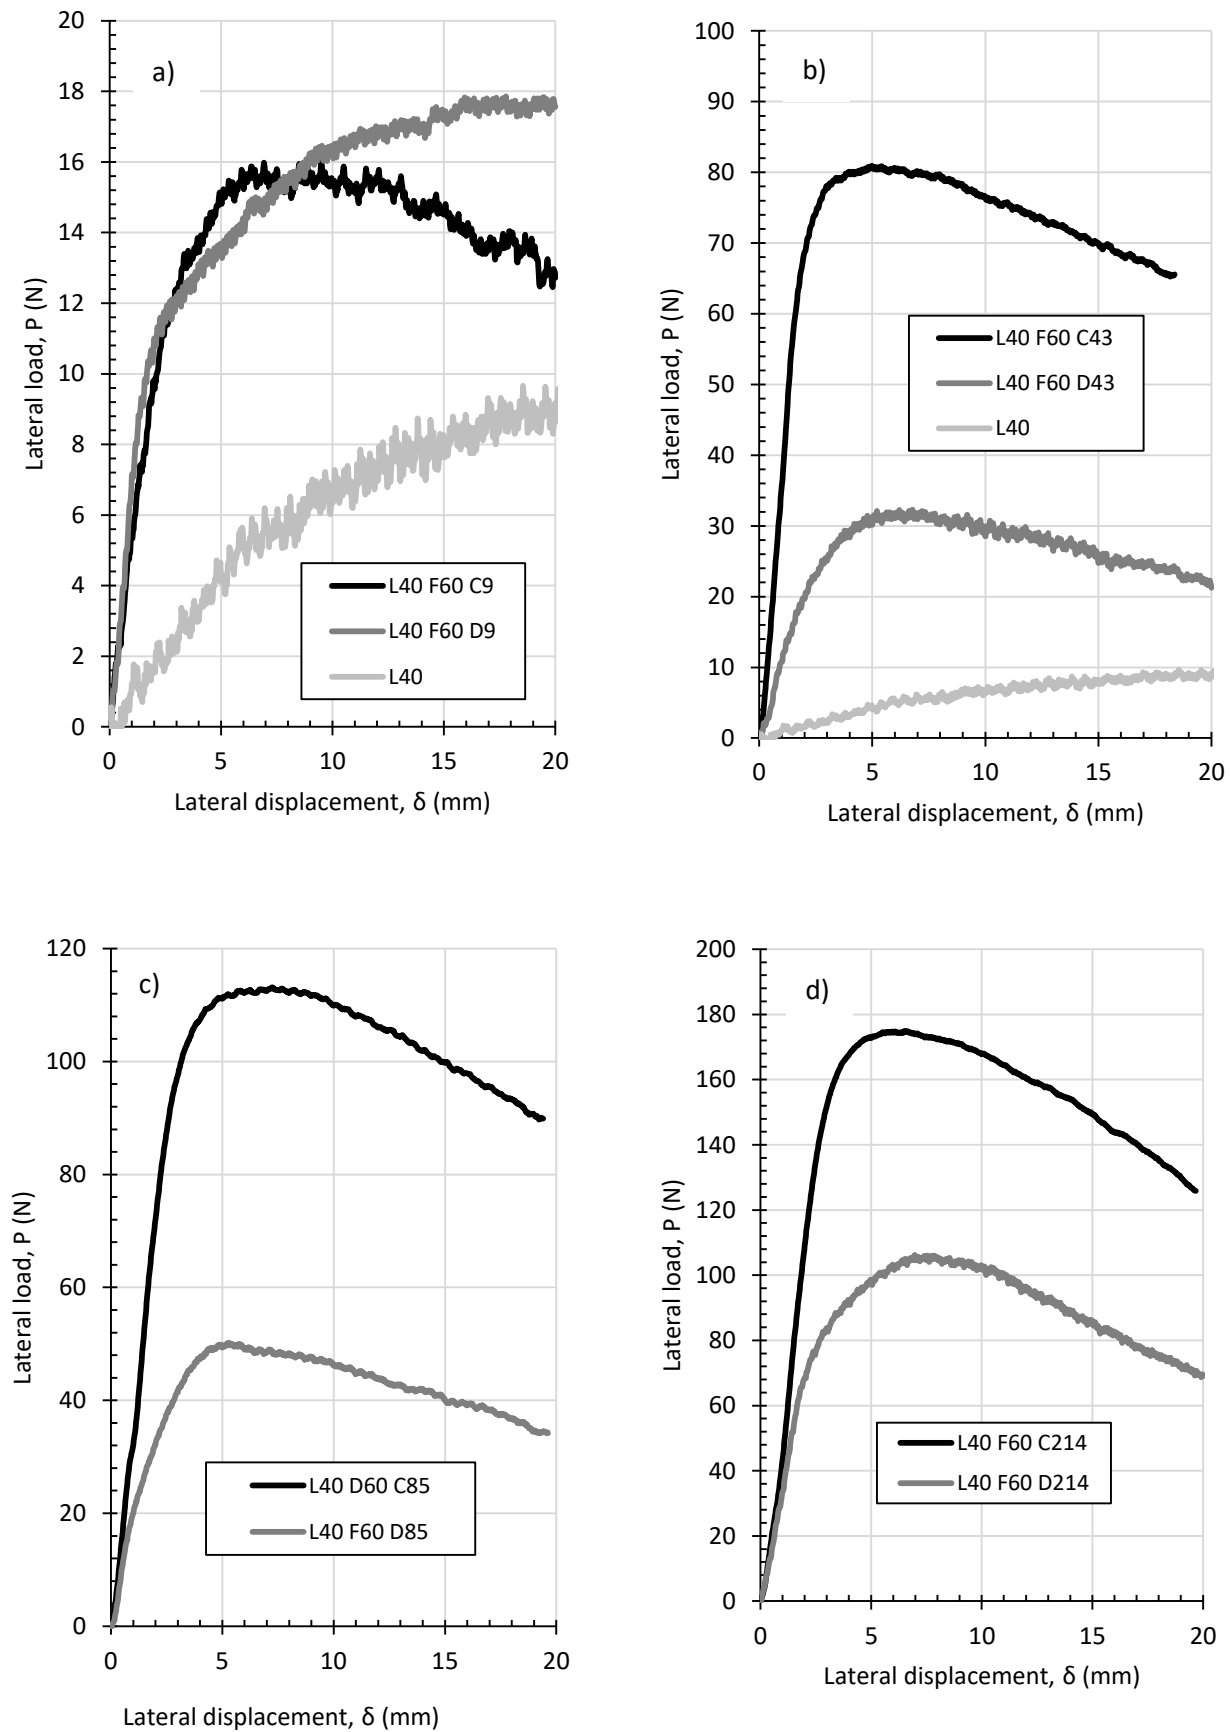 a)
20
18
16
14
12
10
8
6
4
2
0
Lateral load, P (N)
L40 F60 C9
L40 F60 D9
L40
0 5 10 15 20
Lateral displacement, δ (mm)
b)
100
90
80
70
60
50
40
30
20
10
0
Lateral load, P (N)
L40 F60 C43
L40 F60 D43
L40
0 5 10 15 20
Lateral displacement, δ (mm)
c)
120
100
80
60
40
20
0
Lateral load, P (N)
L40 D60 C85
L40 F60 D85
0 5 10 15 20
Lateral displacement, δ (mm)
d)
200
180
160
140
120
100
80
60
40
20
0
Lateral load, P (N)
L40 F60 C214
L40 F60 D214
0 5 10 15 20
Lateral displacement, δ (mm)